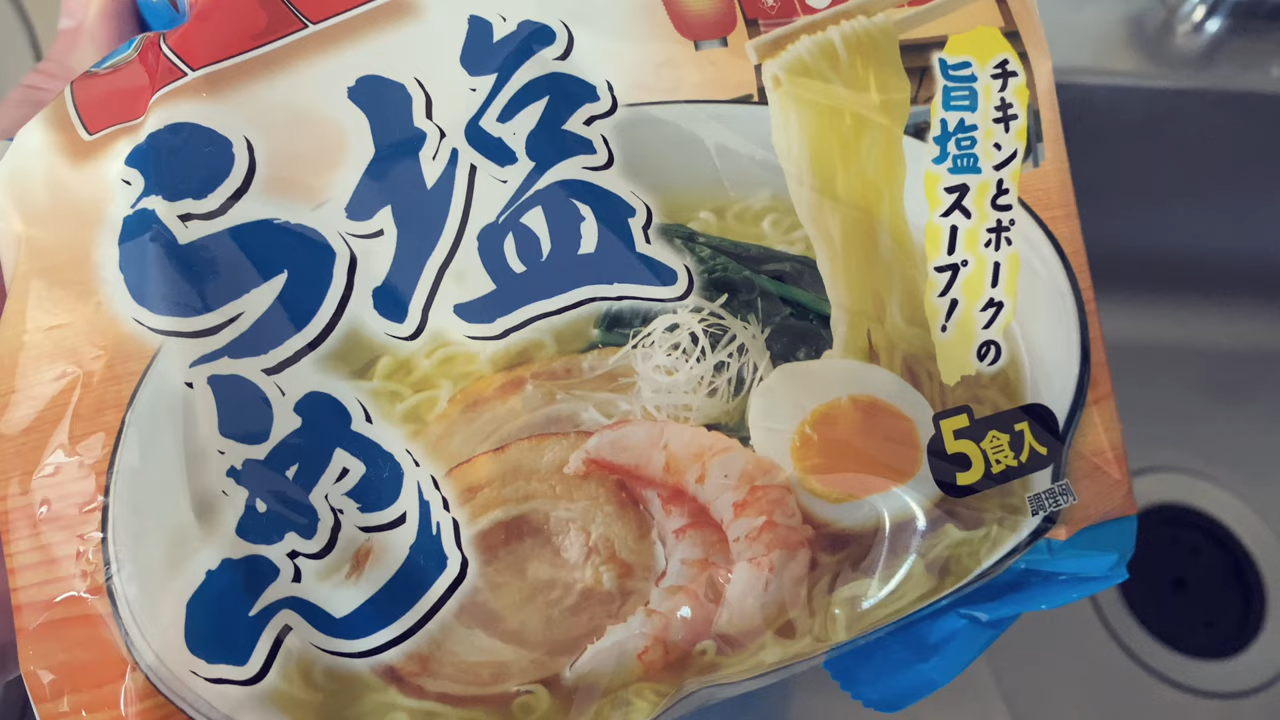 塩
らーめん
チキンとポークの
旨塩スープ!
5食入
調理例